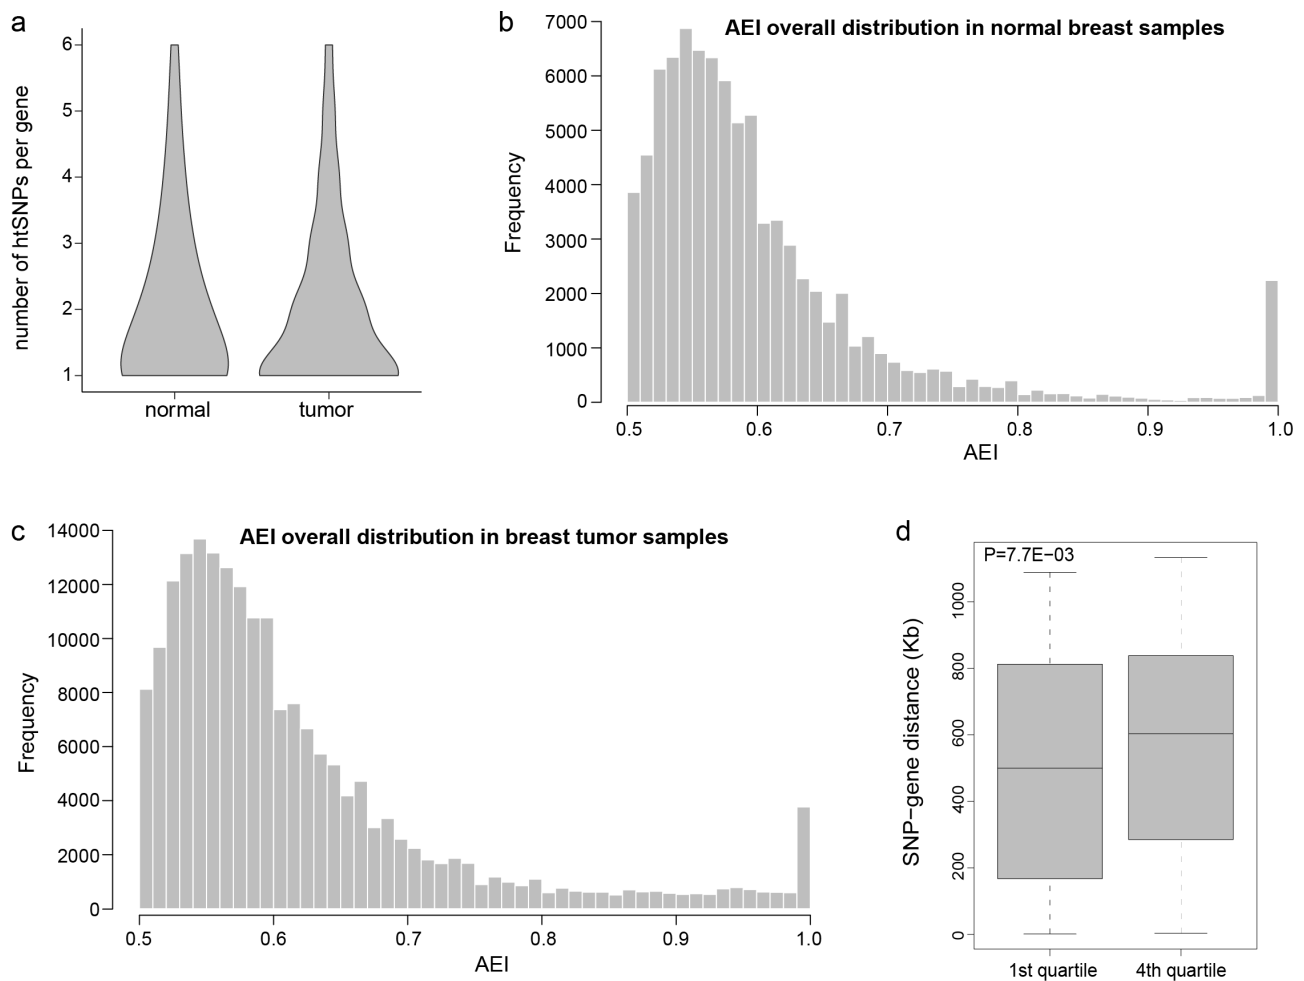 a
number of htSNPs per gene
6
5
4
3
2
1
normal
tumor
b
AEI overall distribution in normal breast samples
Frequency
7000
6000
5000
4000
3000
2000
1000
0
0.5
0.6
0.7
0.8
0.9
1.0
AEI
c
AEI overall distribution in breast tumor samples
Frequency
14000
12000
10000
8000
6000
4000
2000
0
0.5
0.6
0.7
0.8
0.9
1.0
AEI
d
P=7.7E−03
SNP−gene distance (Kb)
1000
800
600
400
200
0
1st quartile
4th quartile